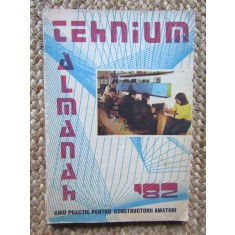 tehnium
almanah
'82
GHID PRACTIC PENTRU CONSTRUCTORII AMATORI